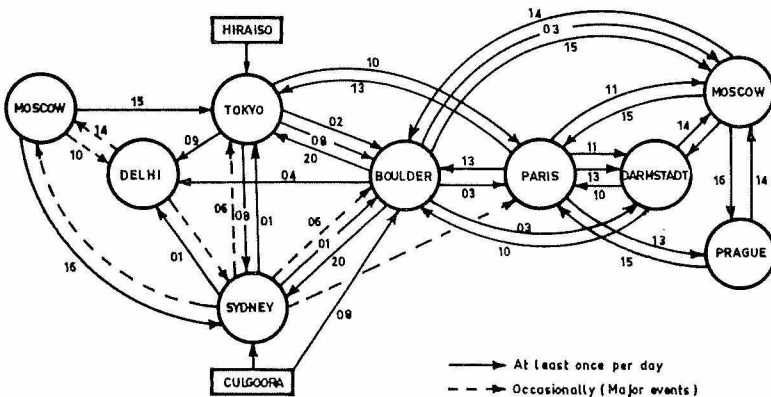 HIRAISO
14
03
15
10
13
MOSCOW
15
TOKYO
02
08
20
MOSCOW
11
15
14
10
09
DELHI
04
BOULDER
13
03
PARIS
11
13
10
DARMSTADT
14
16
14
06
08
01
01
06
01
20
03
10
13
15
PRAGUE
16
SYDNEY
08
CULGOORA
At least once per day
Occasionally (Major events)